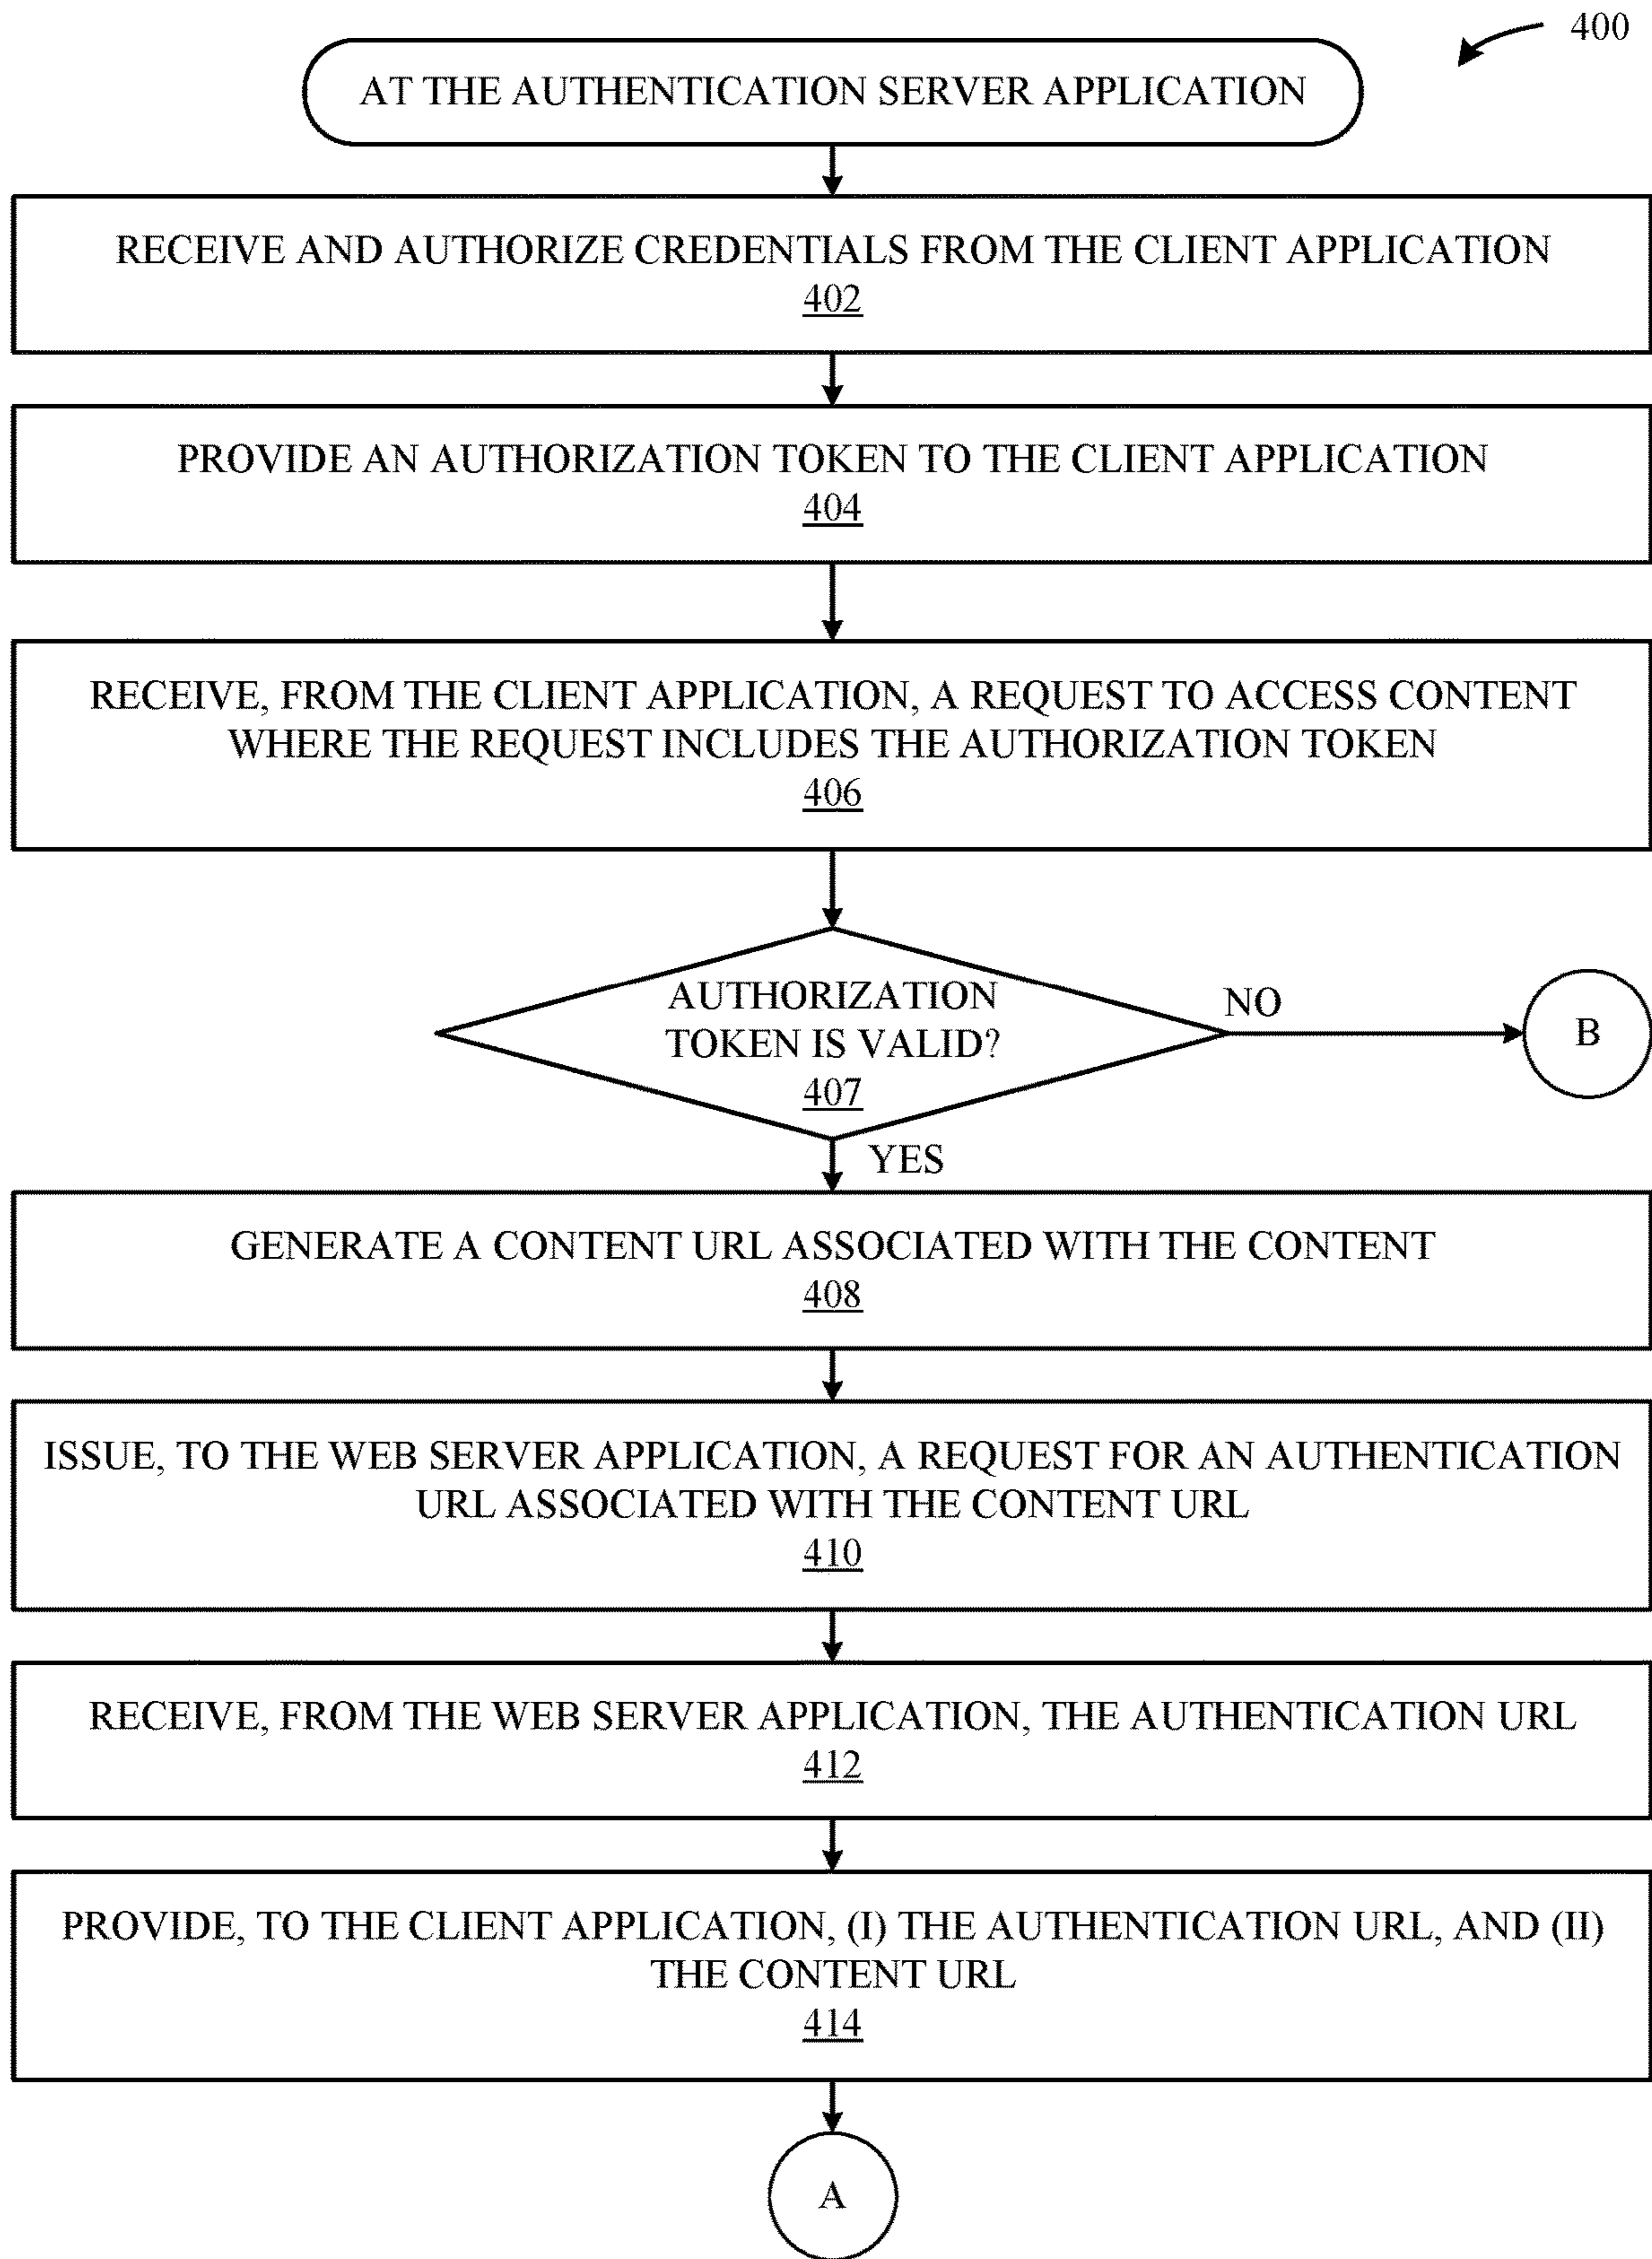 400
AT THE AUTHENTICATION SERVER APPLICATION
RECEIVE AND AUTHORIZE CREDENTIALS FROM THE CLIENT APPLICATION
402
PROVIDE AN AUTHORIZATION TOKEN TO THE CLIENT APPLICATION
404
RECEIVE, FROM THE CLIENT APPLICATION, A REQUEST TO ACCESS CONTENT
WHERE THE REQUEST INCLUDES THE AUTHORIZATION TOKEN
406
AUTHORIZATION
TOKEN IS VALID?
407
NO
B
YES
GENERATE A CONTENT URL ASSOCIATED WITH THE CONTENT
408
ISSUE, TO THE WEB SERVER APPLICATION, A REQUEST FOR AN AUTHENTICATION
URL ASSOCIATED WITH THE CONTENT URL
410
RECEIVE, FROM THE WEB SERVER APPLICATION, THE AUTHENTICATION URL
412
PROVIDE, TO THE CLIENT APPLICATION, (I) THE AUTHENTICATION URL, AND (II)
THE CONTENT URL
414
A